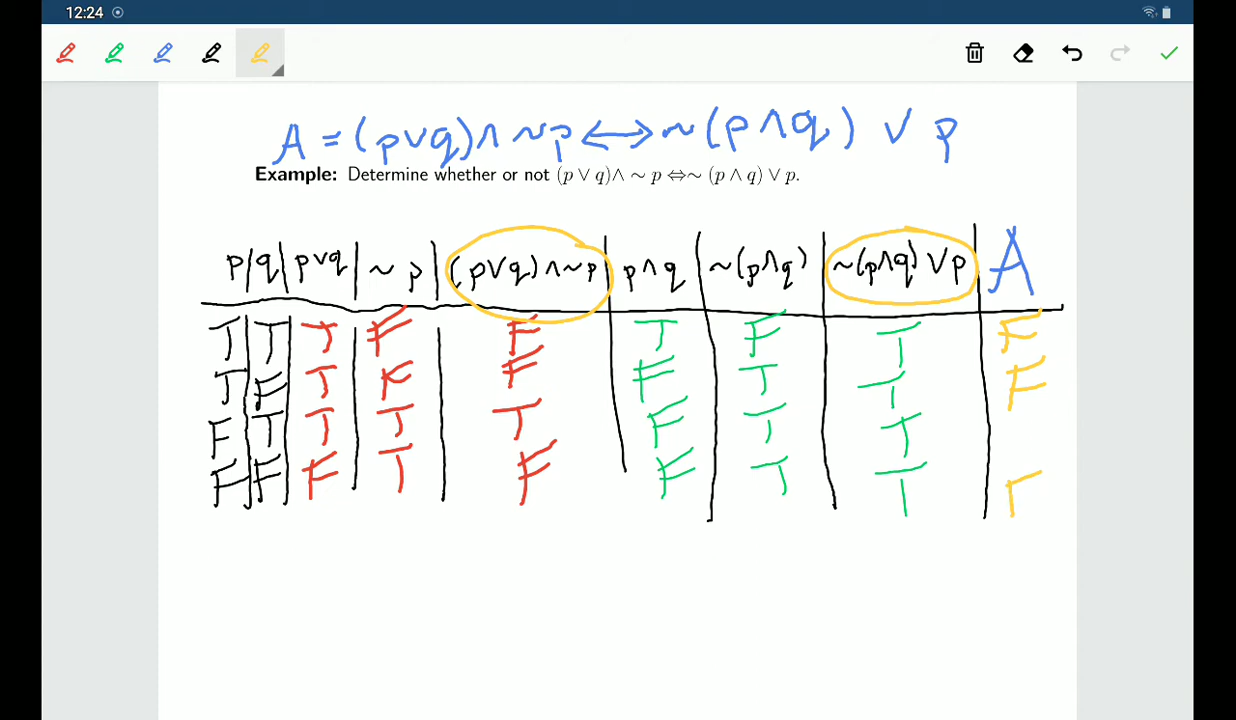 12:24
A = (p∨q)∧ ~p ⟷ ~(p∧q) ∨ p
Example: Determine whether or not (p ∨ q)∧ ∼ p ⇔∼ (p ∧ q) ∨ p.
p q p∨q ~p (p∨q)∧~p p∧q ~(p∧q) ~(p∧q)∨p A
T T T F F T F T F
T F T F F F T T F
F T T T T F T T
F F F T F F T T